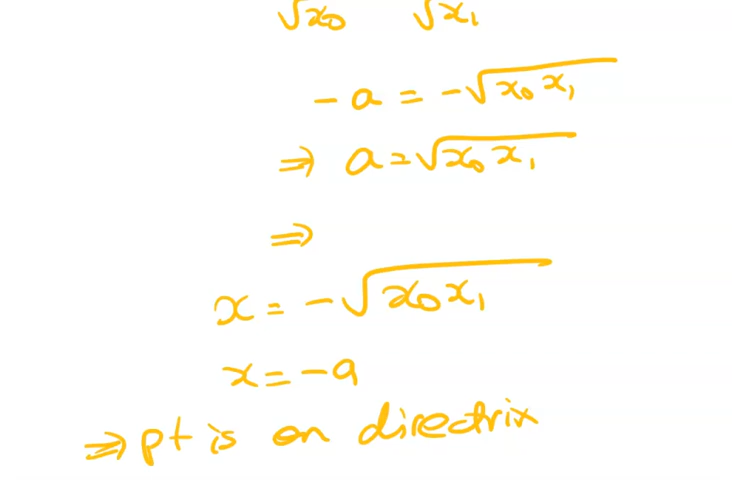 √x₀ √x₁
-a = -√x₀x₁
⇒ a = √x₀x₁
⇒
x = -√x₀x₁
x = -a
⇒ pt is on directrix